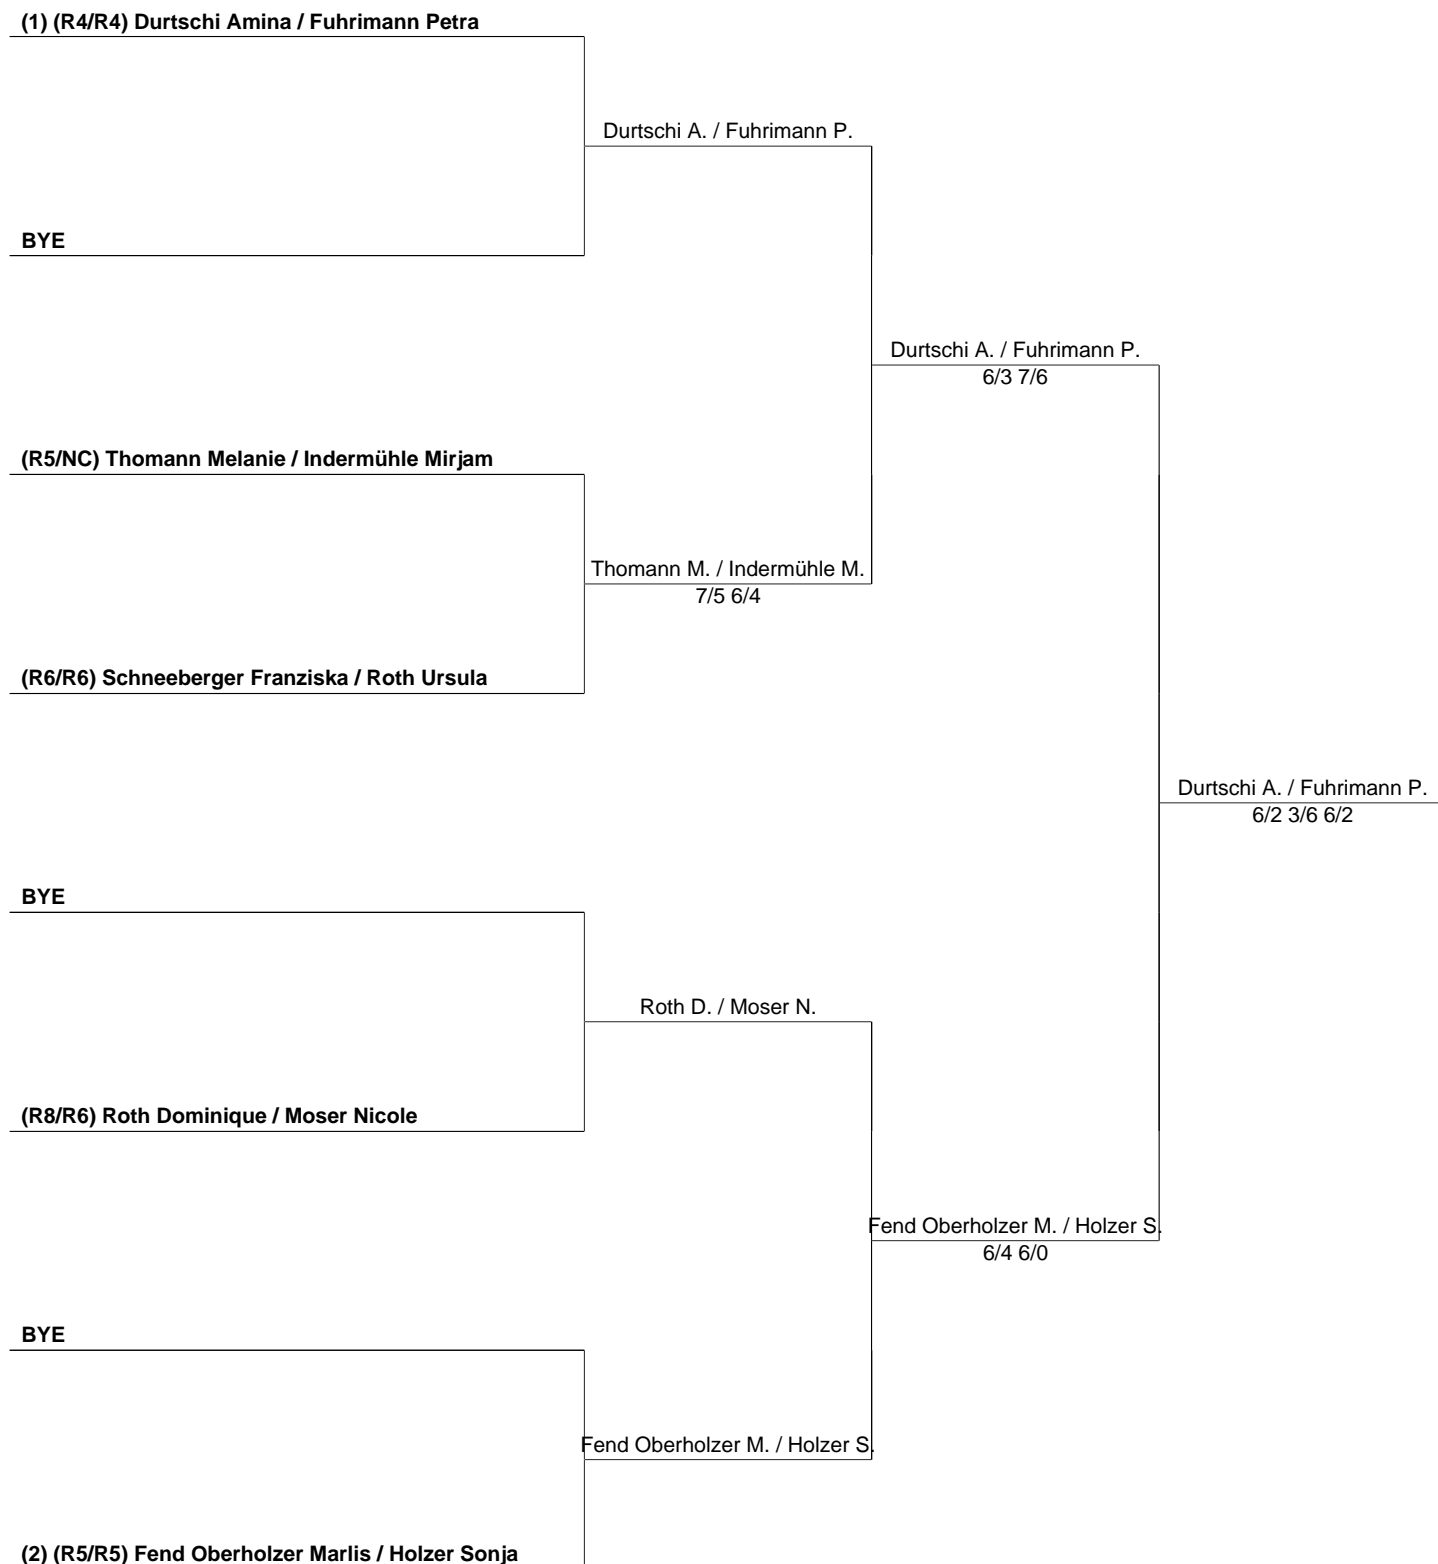 (1) (R4/R4) Durtschi Amina / Fuhrimann Petra
Durtschi A. / Fuhrimann P.
BYE
Durtschi A. / Fuhrimann P.
6/3 7/6
(R5/NC) Thomann Melanie / Indermühle Mirjam
Thomann M. / Indermühle M.
7/5 6/4
(R6/R6) Schneeberger Franziska / Roth Ursula
Durtschi A. / Fuhrimann P.
6/2 3/6 6/2
BYE
Roth D. / Moser N.
(R8/R6) Roth Dominique / Moser Nicole
Fend Oberholzer M. / Holzer S.
6/4 6/0
BYE
Fend Oberholzer M. / Holzer S.
(2) (R5/R5) Fend Oberholzer Marlis / Holzer Sonja